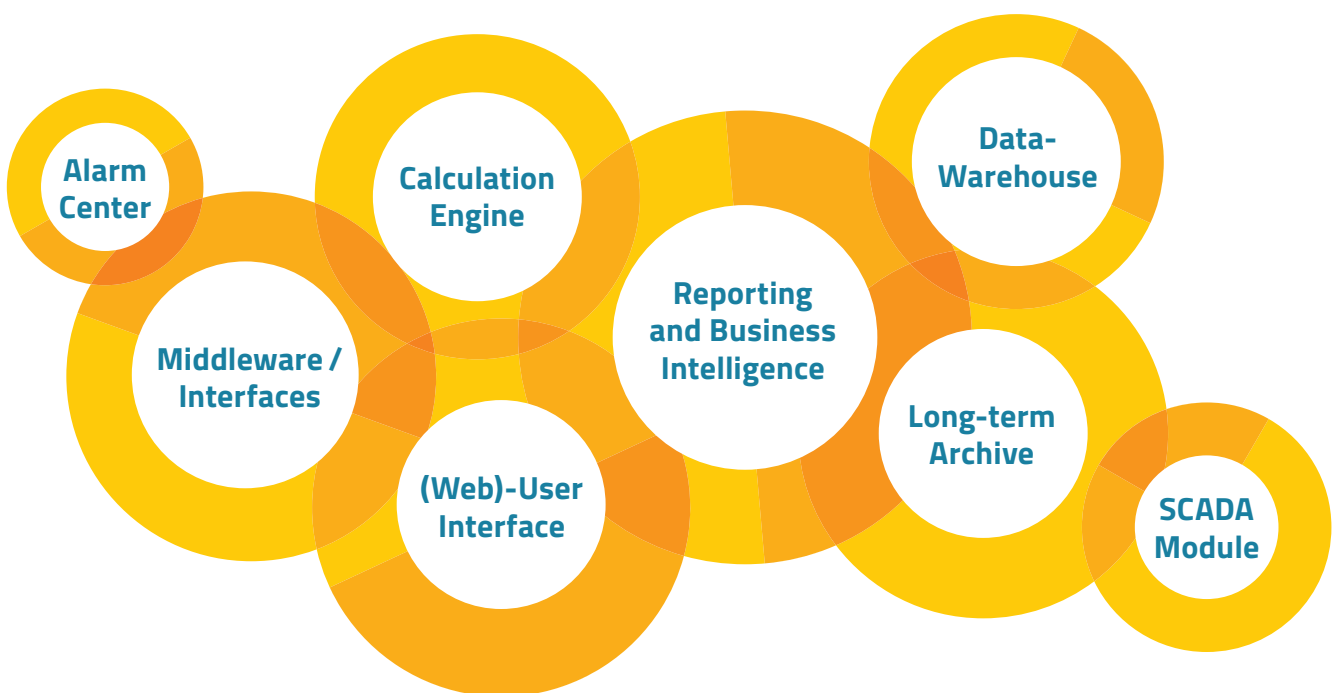 Alarm
Center
Calculation
Engine
Data-
Warehouse
Middleware /
Interfaces
Reporting
and Business
Intelligence
(Web)-User
Interface
Long-term
Archive
SCADA
Module